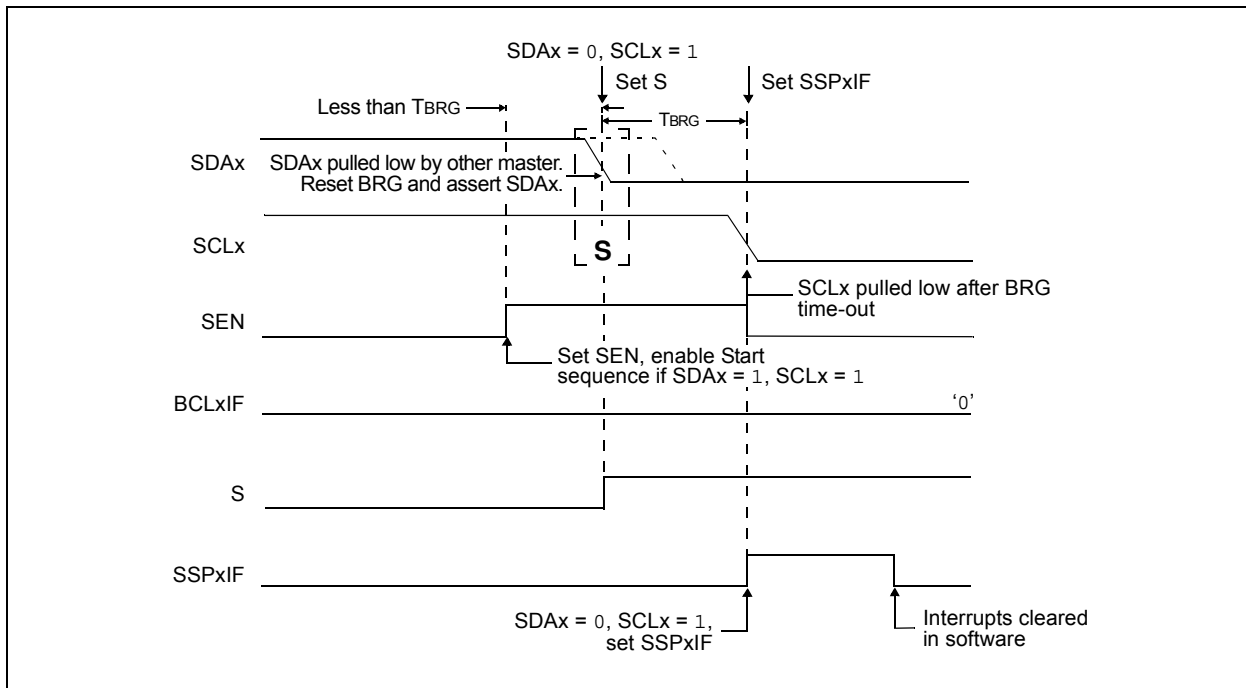 SDAx = 0, SCLx = 1
Set S
Set SSPxIF
Less than TBRG
TBRG
SDAx
SDAx pulled low by other master.
Reset BRG and assert SDAx.
SCLx
S
SCLx pulled low after BRG
time-out
SEN
Set SEN, enable Start
sequence if SDAx = 1, SCLx = 1
BCLxIF
‘0’
S
SSPxIF
SDAx = 0, SCLx = 1,
set SSPxIF
Interrupts cleared
in software